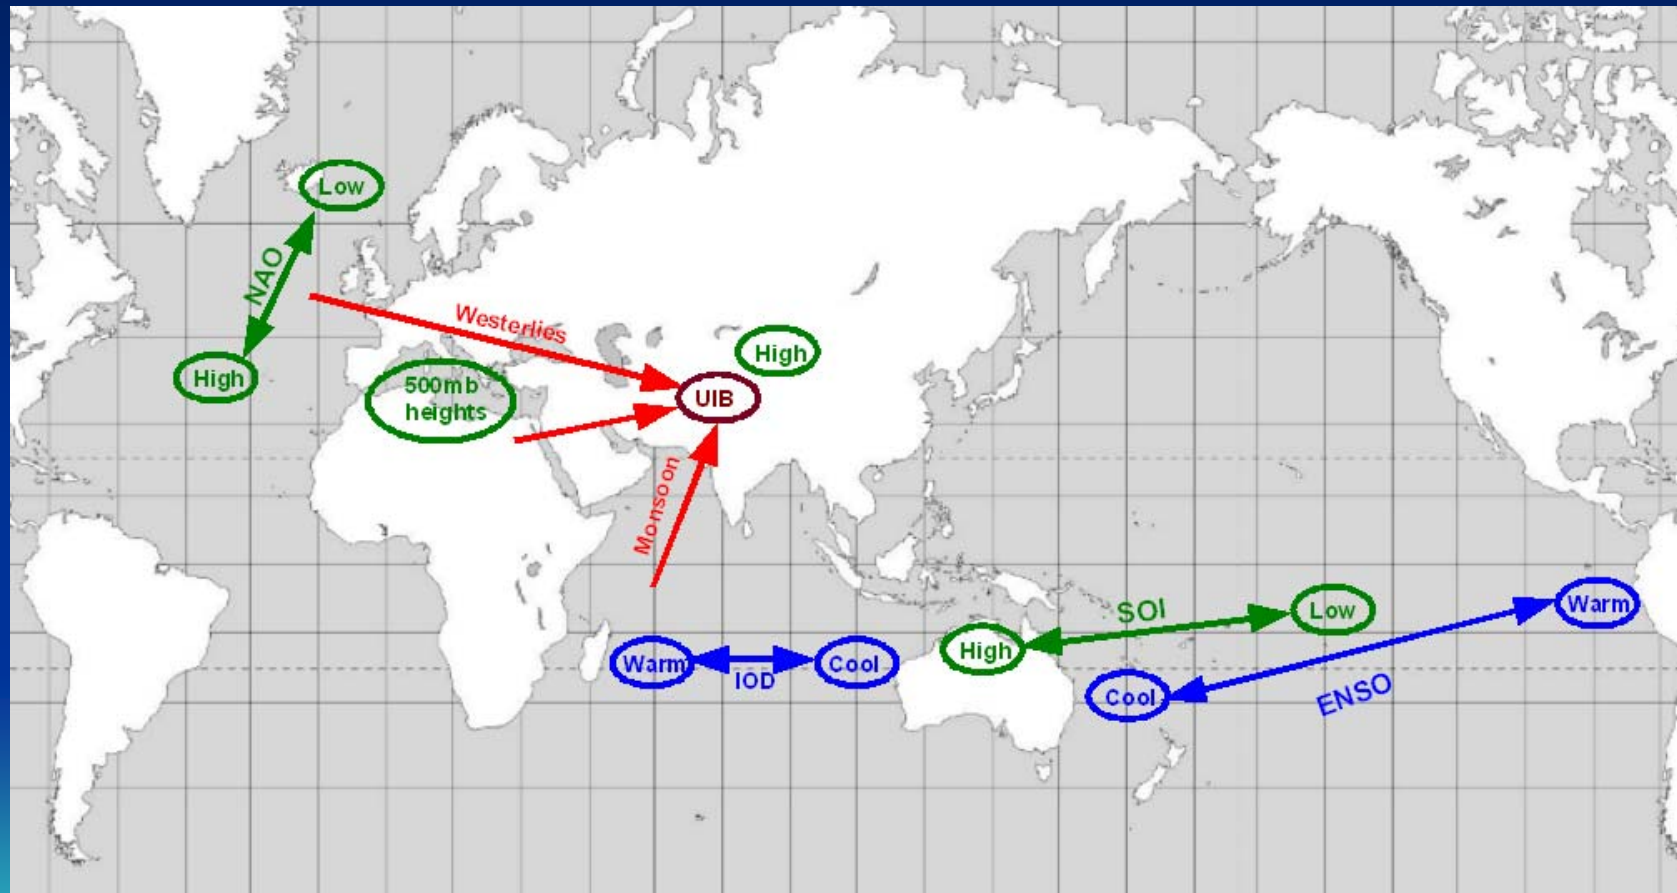 Low
NAO
Westerlies
High
High
500mb
heights
UIB
Monsoon
SOI
Low
Warm
High
Warm
IOD
Cool
Cool
ENSO